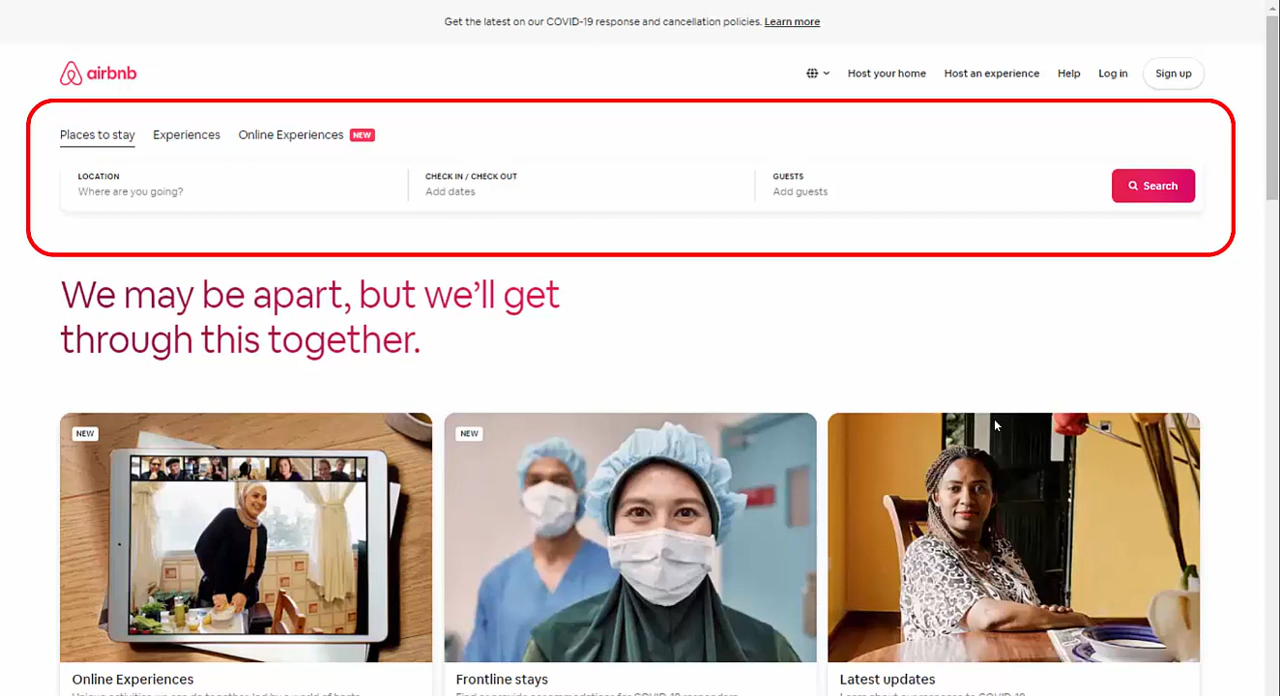 Get the latest on our COVID-19 response and cancellation policies. Learn more
airbnb
Host your home
Host an experience
Help
Log in
Sign up
Places to stay
Experiences
Online Experiences
NEW
LOCATION
Where are you going?
CHECK IN / CHECK OUT
Add dates
GUESTS
Add guests
Search
We may be apart, but we'll get
through this together.
NEW
NEW
Online Experiences
Frontline stays
Latest updates